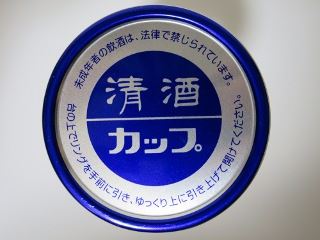 未成年者の飲酒は、法律で禁じられています。
清酒
カップ
台の上でリングを手前に引き、ゆっくり上に引き上げて開けてください。